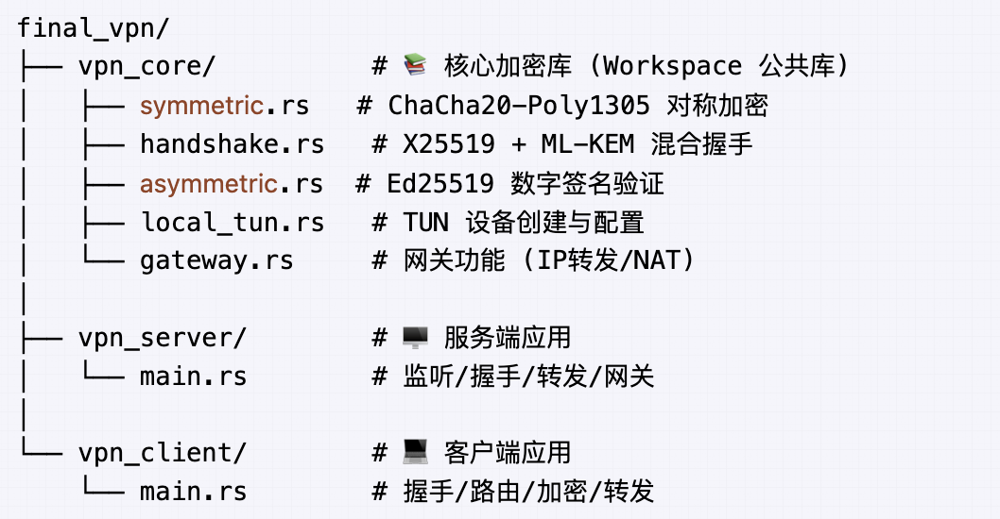 final_vpn/
├── vpn_core/          # 📚 核心加密库 (Workspace 公共库)
│   ├── symmetric.rs   # ChaCha20-Poly1305 对称加密
│   ├── handshake.rs   # X25519 + ML-KEM 混合握手
│   ├── asymmetric.rs  # Ed25519 数字签名验证
│   ├── local_tun.rs   # TUN 设备创建与配置
│   └── gateway.rs     # 网关功能 (IP转发/NAT)
│
├── vpn_server/        # 🖥️ 服务端应用
│   └── main.rs        # 监听/握手/转发/网关
│
└── vpn_client/        # 💻 客户端应用
    └── main.rs        # 握手/路由/加密/转发